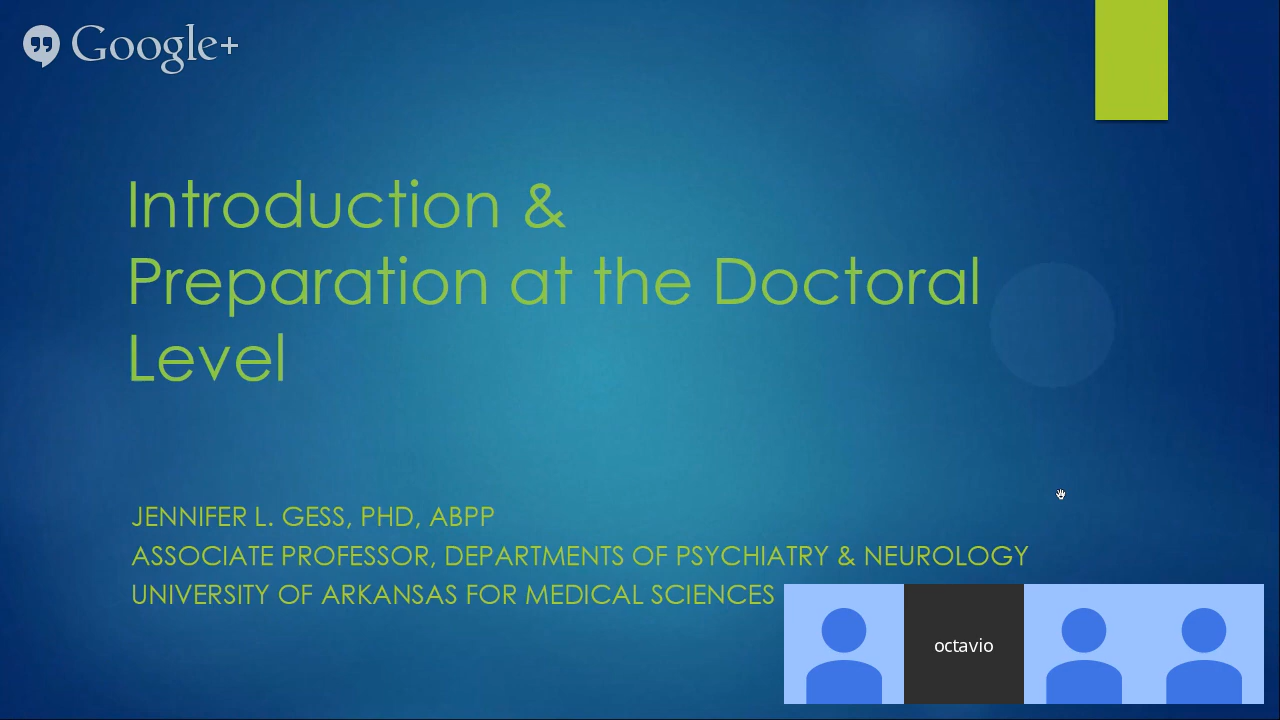 Google+
Introduction &
Preparation at the Doctoral
Level
JENNIFER L. GESS, PHD, ABPP
ASSOCIATE PROFESSOR, DEPARTMENTS OF PSYCHIATRY & NEUROLOGY
UNIVERSITY OF ARKANSAS FOR MEDICAL SCIENCES
octavio